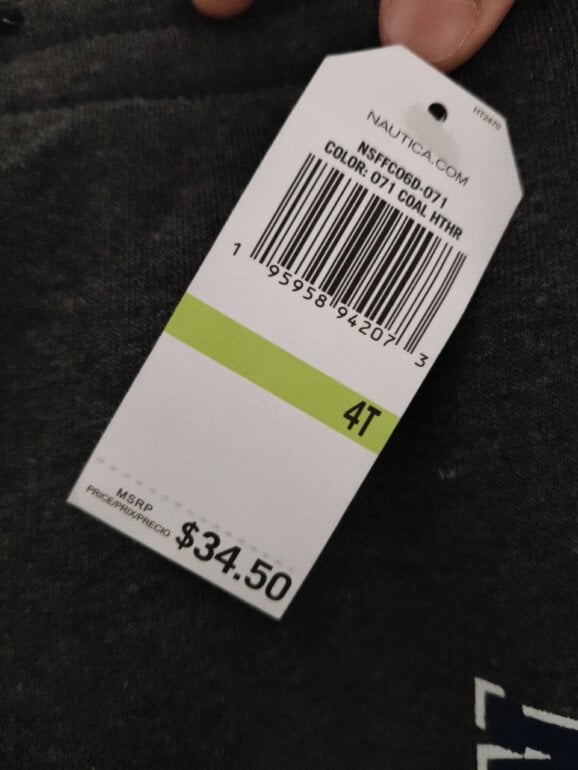 HT2470
NAUTICA.COM
NSFFC06D-071
COLOR: 071 COAL HTHR
1 95958 94207 3
4T
MSRP
PRICE/PRIX/PRECIO
$34.50